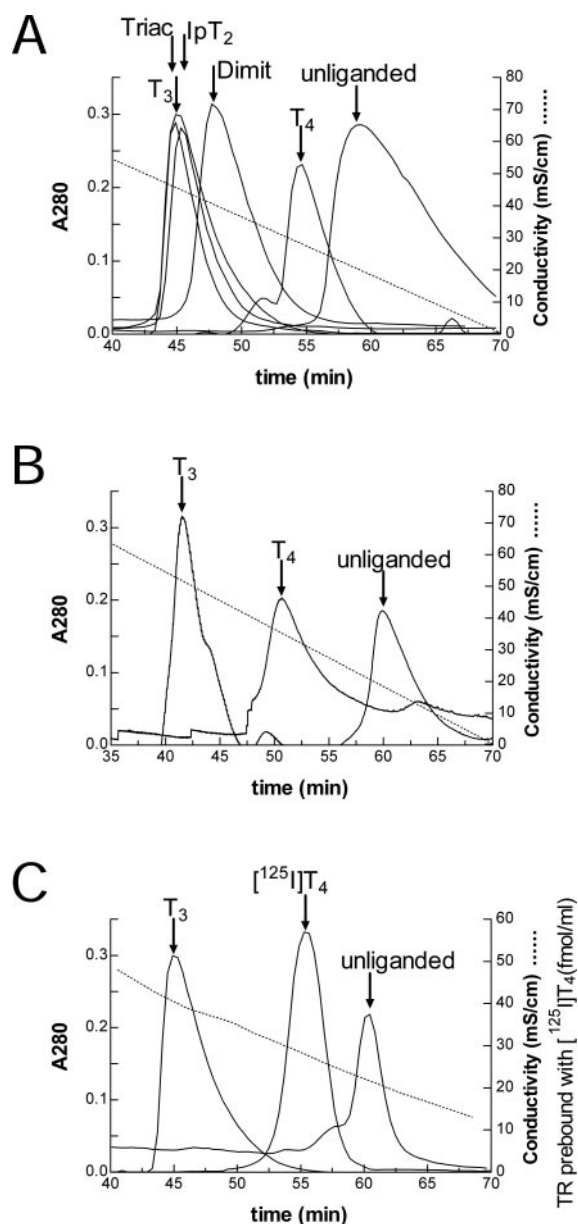 A
Triac IpT2
T3
Dimit
unliganded
T4
0.3
0.2
0.1
0.0
A280
80
70
60
50
40
30
20
10
0
Conductivity (mS/cm) ......
40 45 50 55 60 65 70
time (min)
B
T3
T4
unliganded
0.3
0.2
0.1
0.0
A280
80
70
60
50
40
30
20
10
0
Conductivity (mS/cm) ......
35 40 45 50 55 60 65 70
time (min)
C
T3
[125I]T4
unliganded
0.3
0.2
0.1
0.0
A280
60
50
40
30
20
10
0
Conductivity (mS/cm) ......
TR prebound with [125I]T4(fmol/ml)
40 45 50 55 60 65 70
time (min)